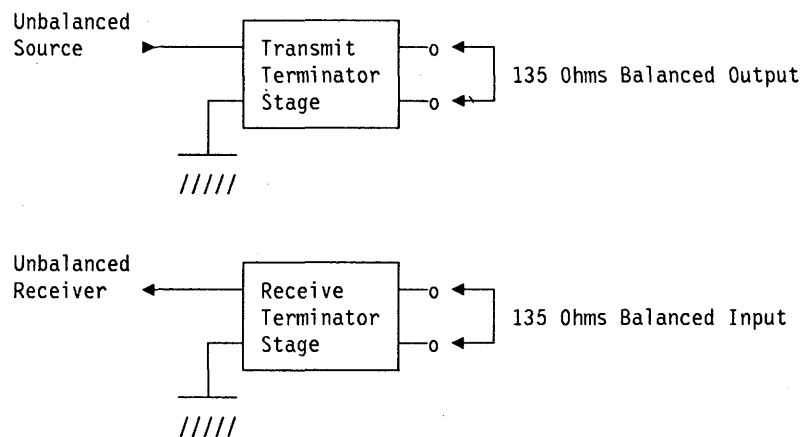 Unbalanced
Source
Transmit
Terminator
Stage
o
o
135 Ohms Balanced Output
/////
Unbalanced
Receiver
Receive
Terminator
Stage
o
o
135 Ohms Balanced Input
/////